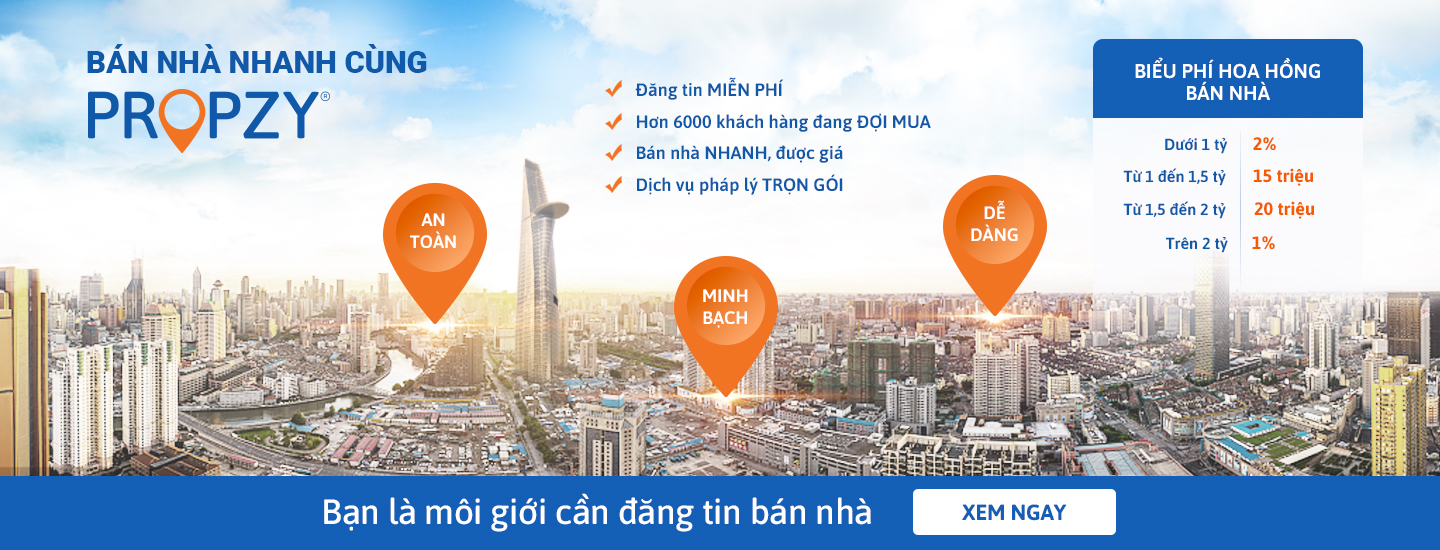 BÁN NHÀ NHANH CÙNG
PROPZY®
Đăng tin MIỄN PHÍ
Hơn 6000 khách hàng đang ĐỢI MUA
Bán nhà NHANH, được giá
Dịch vụ pháp lý TRỌN GÓI
BIỂU PHÍ HOA HỒNG
BÁN NHÀ
Dưới 1 tỷ 2%
Từ 1 đến 1,5 tỷ 15 triệu
Từ 1,5 đến 2 tỷ 20 triệu
Trên 2 tỷ 1%
AN
TOÀN
MINH
BẠCH
DỄ
DÀNG
Bạn là môi giới cần đăng tin bán nhà
XEM NGAY